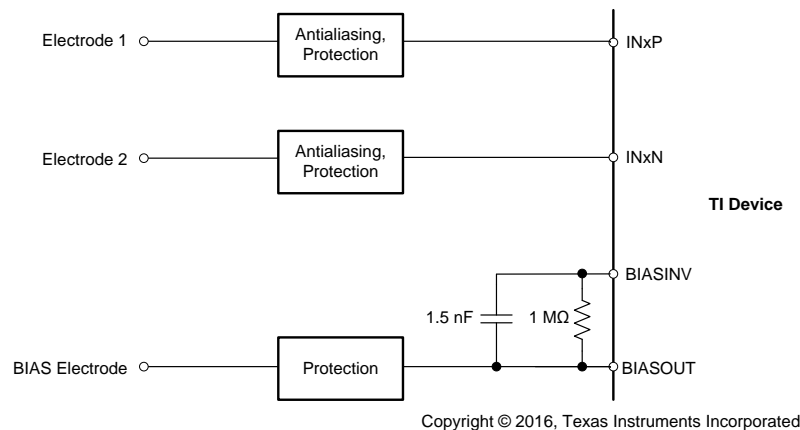 Electrode 1
Antialiasing,
Protection
INxP
Electrode 2
Antialiasing,
Protection
INxN
TI Device
BIASINV
1.5 nF
1 MΩ
BIAS Electrode
Protection
BIASOUT
Copyright © 2016, Texas Instruments Incorporated